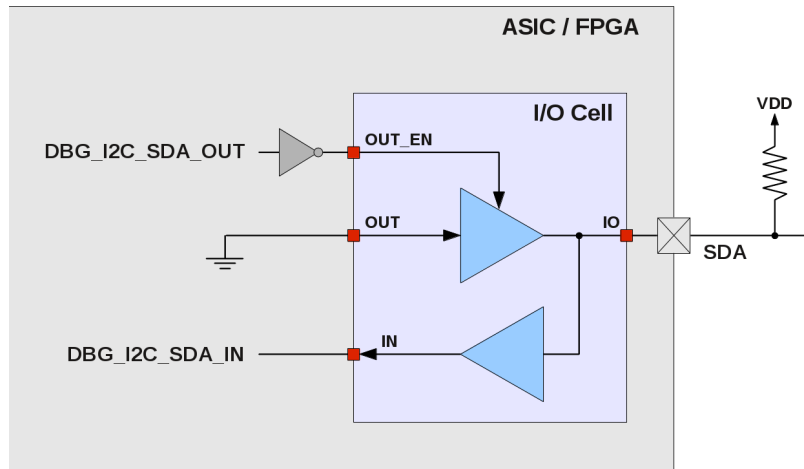 ASIC / FPGA
I/O Cell
VDD
DBG_I2C_SDA_OUT
OUT_EN
OUT
IO
SDA
IN
DBG_I2C_SDA_IN